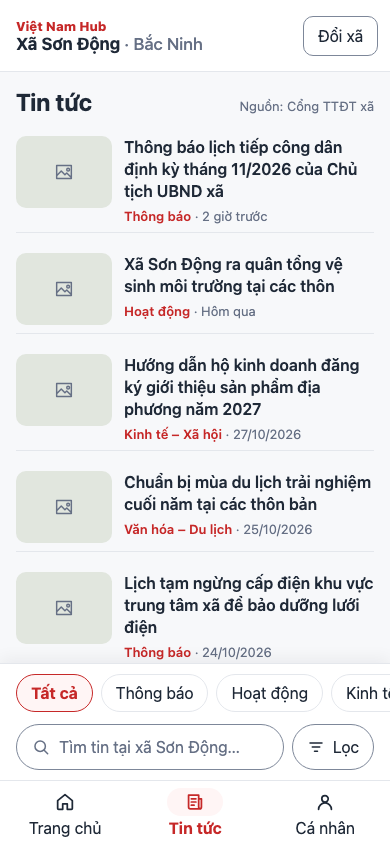 Việt Nam Hub
Xã Sơn Động · Bắc Ninh
Đổi xã
Tin tức
Nguồn: Cổng TTĐT xã
Thông báo lịch tiếp công dân
định kỳ tháng 11/2026 của Chủ
tịch UBND xã
Thông báo · 2 giờ trước
Xã Sơn Động ra quân tổng vệ
sinh môi trường tại các thôn
Hoạt động · Hôm qua
Hướng dẫn hộ kinh doanh đăng
ký giới thiệu sản phẩm địa
phương năm 2027
Kinh tế – Xã hội · 27/10/2026
Chuẩn bị mùa du lịch trải nghiệm
cuối năm tại các thôn bản
Văn hóa – Du lịch · 25/10/2026
Lịch tạm ngừng cấp điện khu vực
trung tâm xã để bảo dưỡng lưới
điện
Thông báo · 24/10/2026
Tất cả
Thông báo
Hoạt động
Kinh
Tìm tin tại xã Sơn Động...
Lọc
Trang chủ
Tin tức
Cá nhân